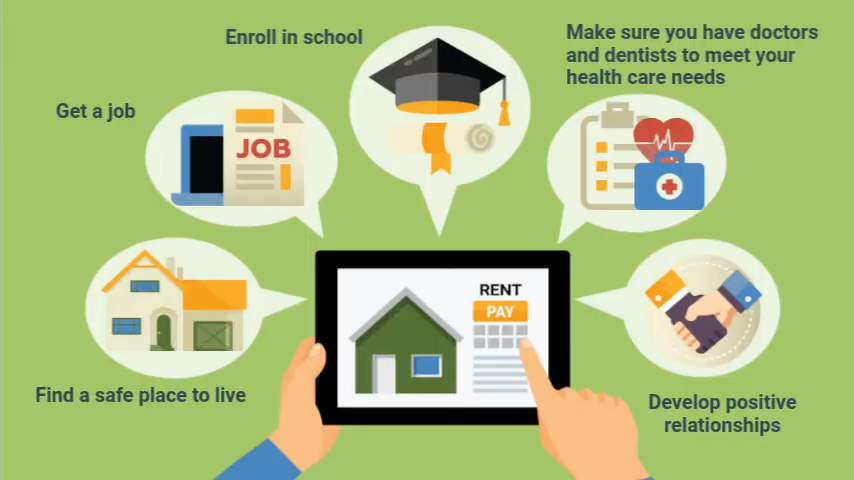 Enroll in school
Make sure you have doctors
and dentists to meet your
health care needs
Get a job
JOB
RENT
PAY
Find a safe place to live
Develop positive
relationships